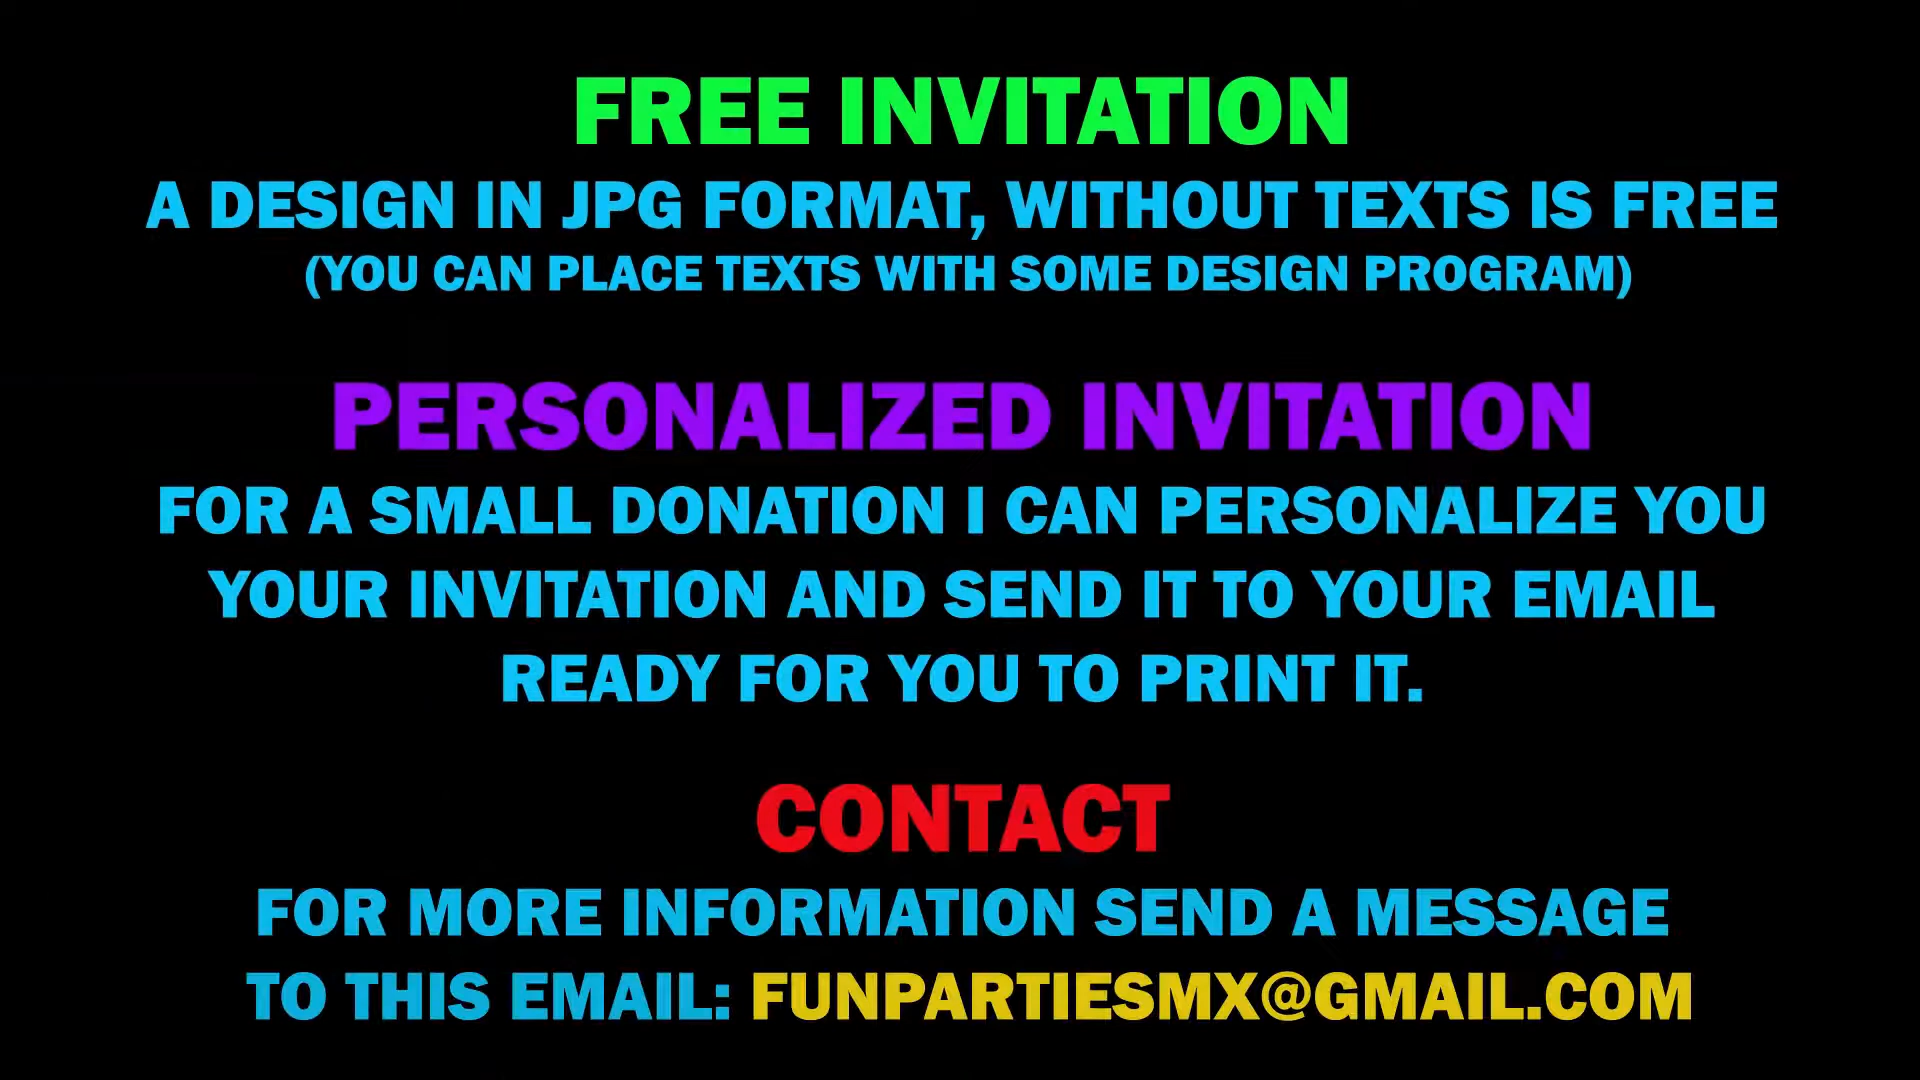 FREE INVITATION
A DESIGN IN JPG FORMAT, WITHOUT TEXTS IS FREE
(YOU CAN PLACE TEXTS WITH SOME DESIGN PROGRAM)
PERSONALIZED INVITATION
FOR A SMALL DONATION I CAN PERSONALIZE YOU
YOUR INVITATION AND SEND IT TO YOUR EMAIL
READY FOR YOU TO PRINT IT.
CONTACT
FOR MORE INFORMATION SEND A MESSAGE
TO THIS EMAIL: FUNPARTIESMX@GMAIL.COM